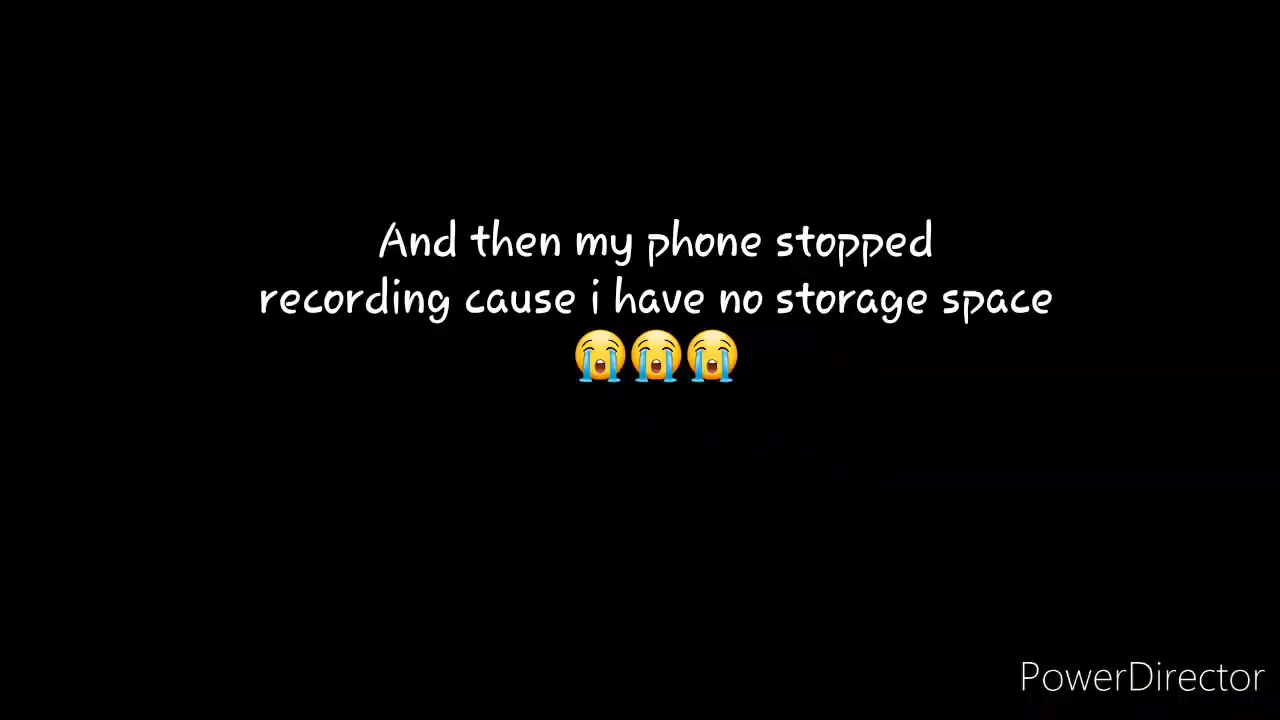 And then my phone stopped
recording cause i have no storage space
😭😭😭
PowerDirector